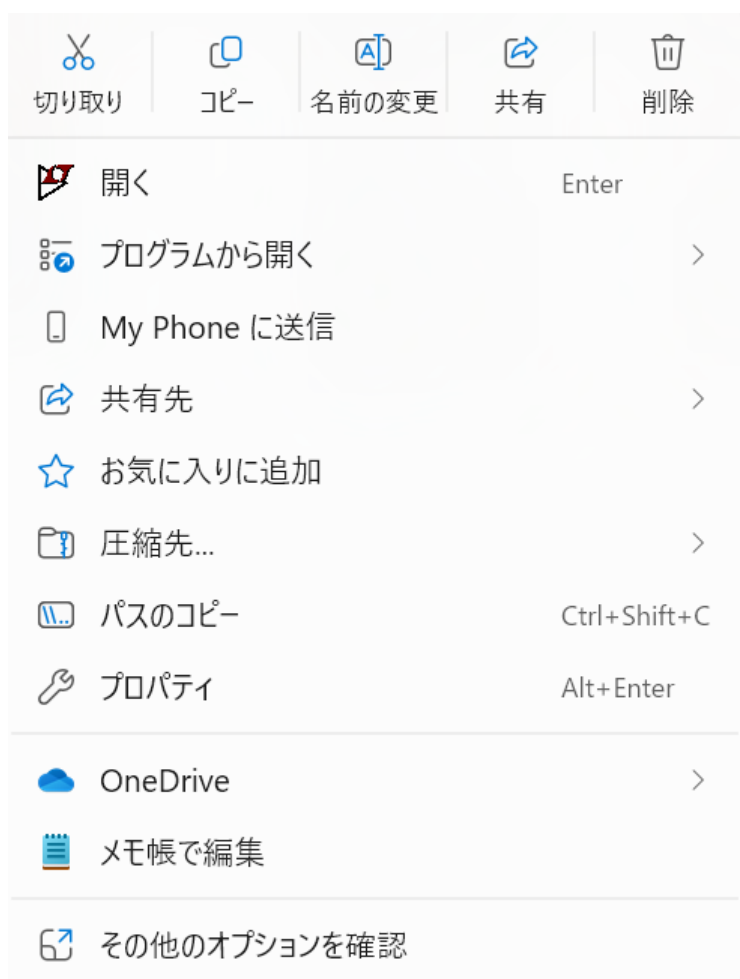 切り取り
コピー
名前の変更
共有
削除
開く Enter
プログラムから開く
My Phone に送信
共有先
お気に入りに追加
圧縮先...
パスのコピー Ctrl+Shift+C
プロパティ Alt+Enter
OneDrive
メモ帳で編集
その他のオプションを確認